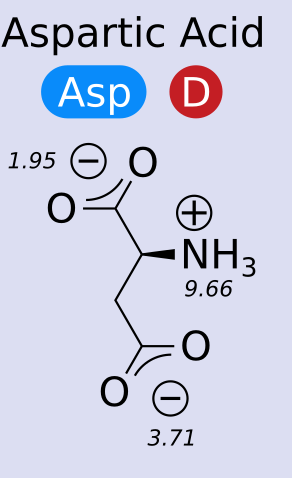 Aspartic Acid
Asp D
1.95 − O
O
+
NH₃
9.66
O
O −
3.71